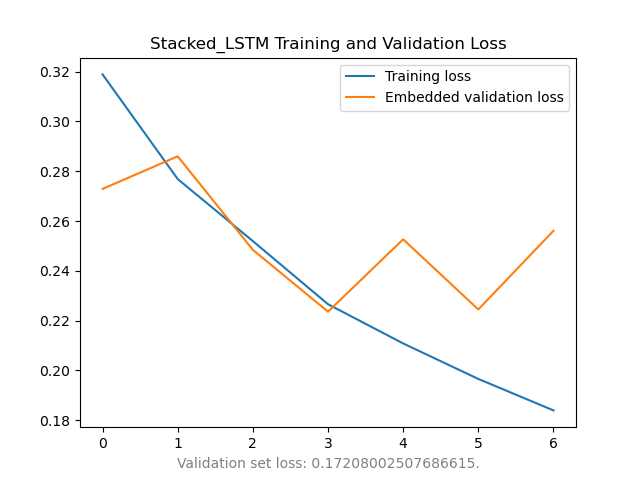 Stacked_LSTM Training and Validation Loss
Training loss
Embedded validation loss
0.32
0.30
0.28
0.26
0.24
0.22
0.20
0.18
0 1 2 3 4 5 6
Validation set loss: 0.17208002507686615.